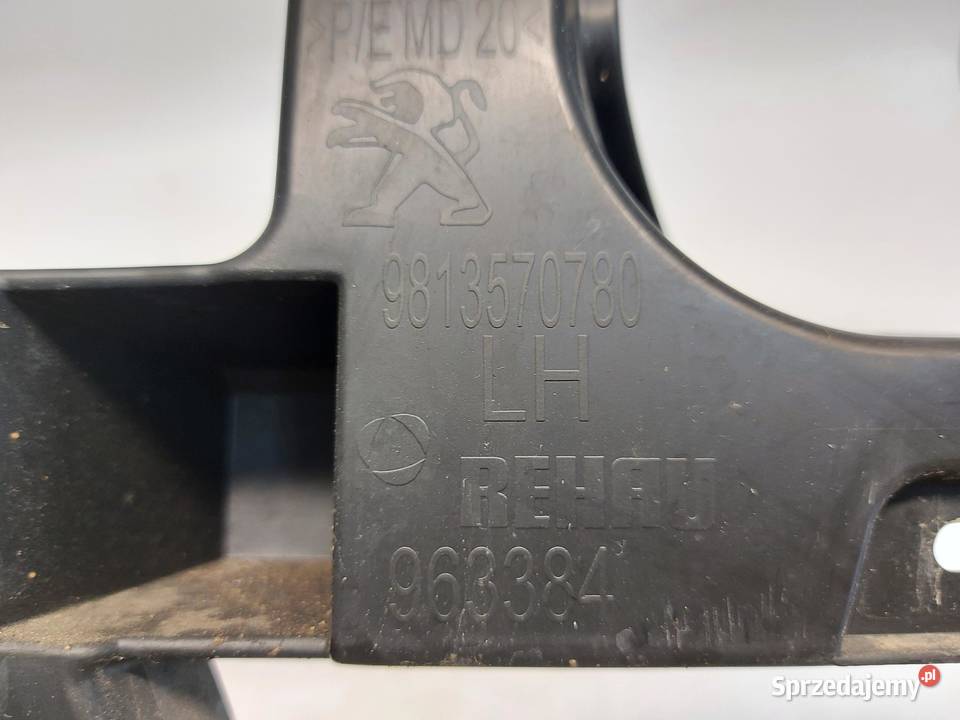 >P/E MD 20<
9813570780
LH
REHAU
963384
Sprzedajemy.pl